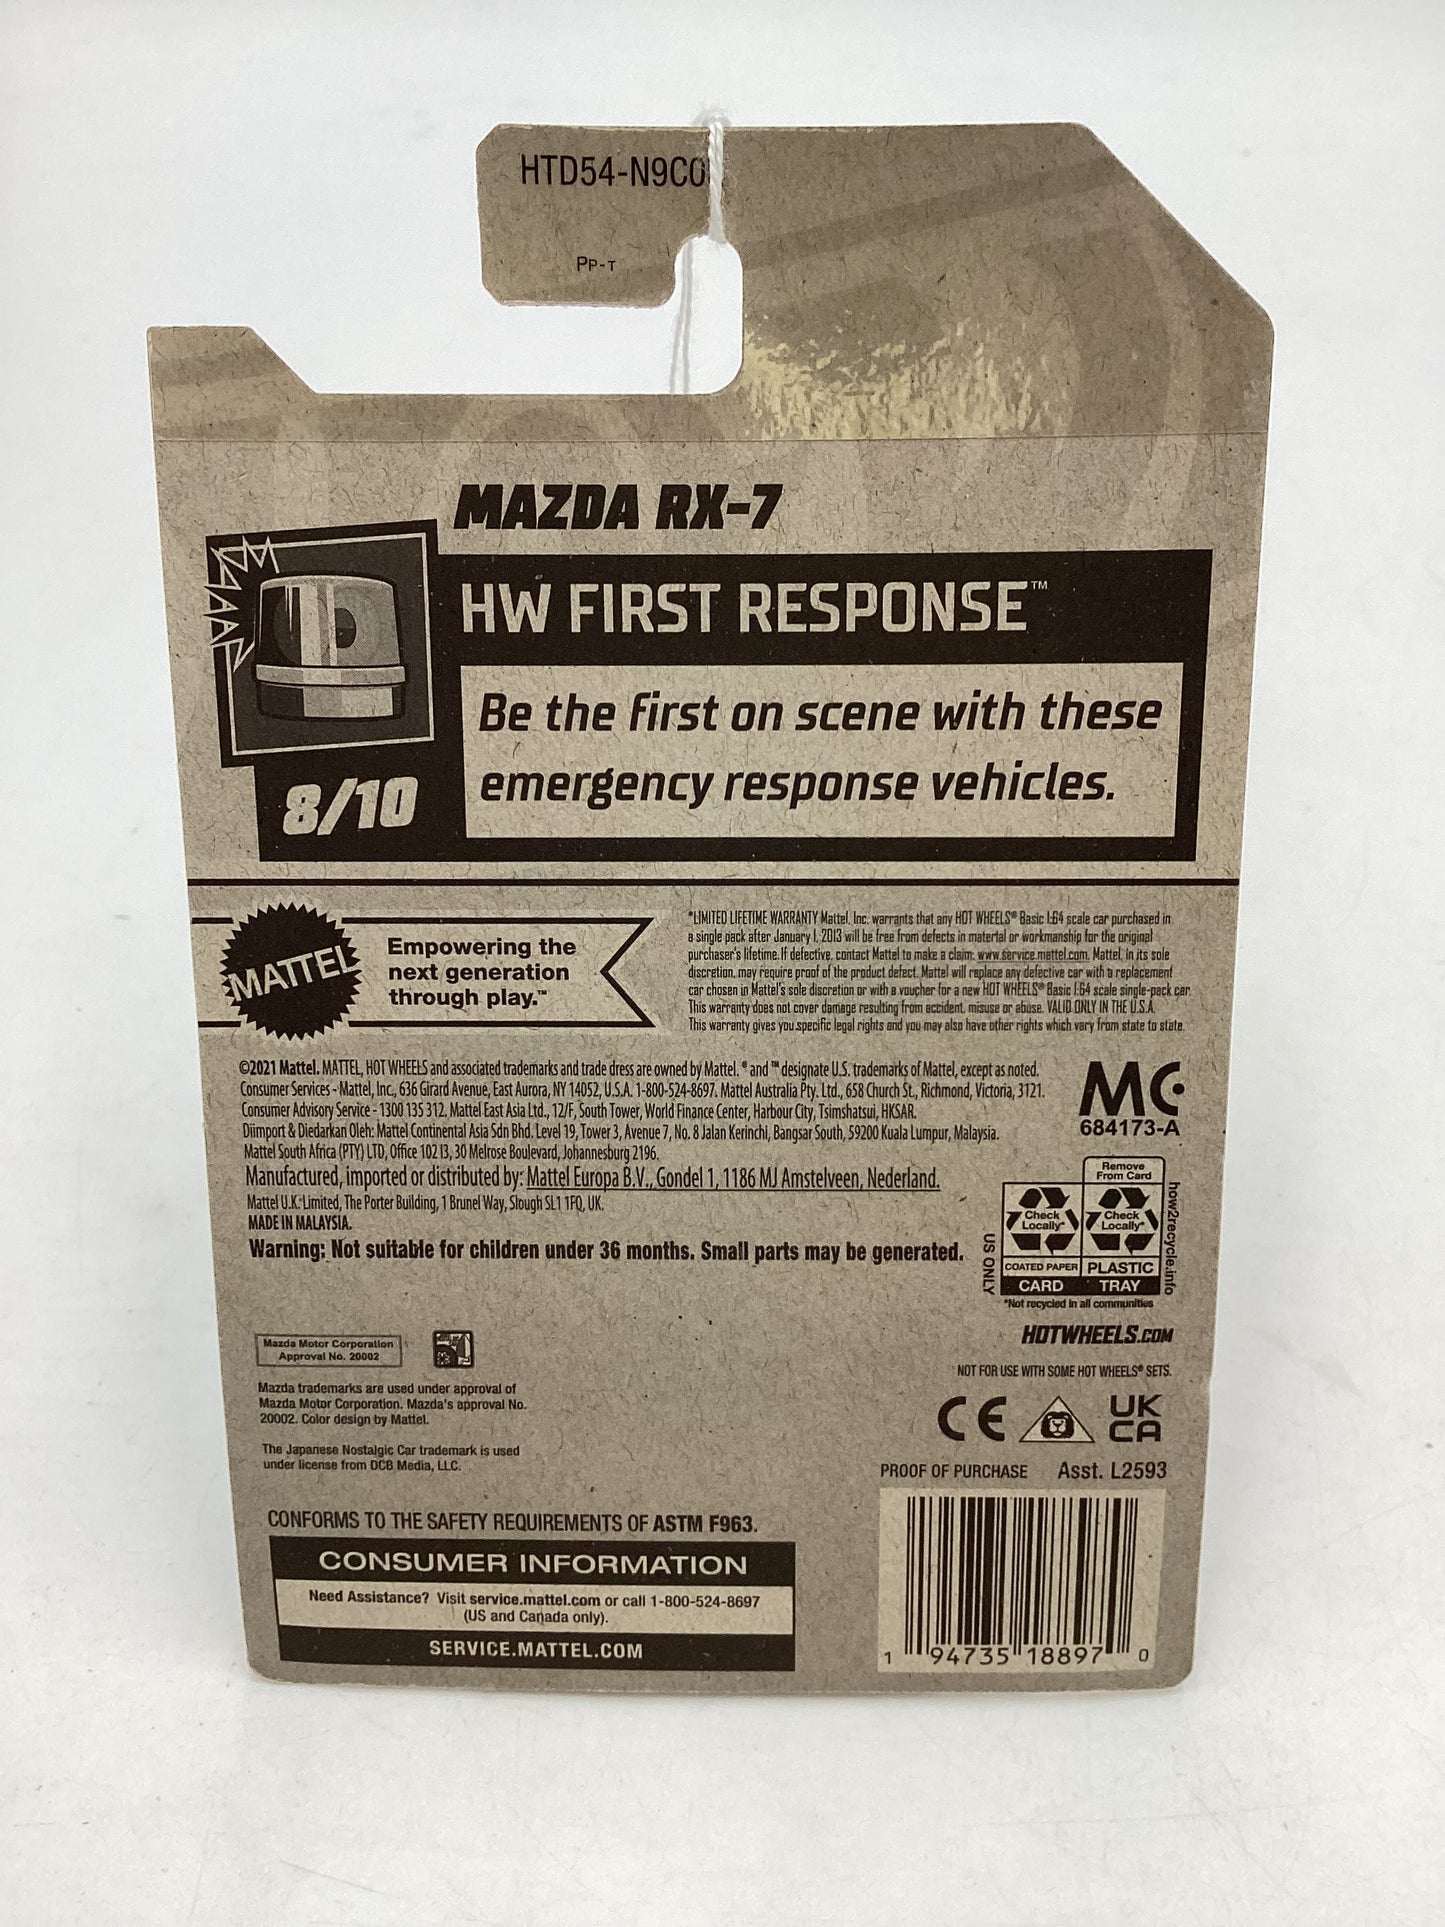 HTD54-N9C0
PP-T
MAZDA RX-7
HW FIRST RESPONSE™
Be the first on scene with these
emergency response vehicles.
8/10
MATTEL
Empowering the
next generation
through play.™
*LIMITED LIFETIME WARRANTY Mattel, Inc. warrants that any HOT WHEELS® Basic 1:64 scale car purchased in
a single pack after January 1, 2013 will be free from defects in material or workmanship for the original
purchaser's lifetime. If defective, contact Mattel to make a claim: www.service.mattel.com. Mattel, in its sole
discretion, may require proof of the product defect. Mattel will replace any defective car with a replacement
car chosen in Mattel's sole discretion or with a voucher for a new HOT WHEELS® Basic 1:64 scale single-pack car.
This warranty does not cover damage resulting from accident, misuse or abuse. VALID ONLY IN THE U.S.A.
This warranty gives you specific legal rights and you may also have other rights which vary from state to state.
©2021 Mattel. MATTEL, HOT WHEELS and associated trademarks and trade dress are owned by Mattel. ® and ™ designate U.S. trademarks of Mattel, except as noted.
Consumer Services - Mattel, Inc., 636 Girard Avenue, East Aurora, NY 14052, U.S.A. 1-800-524-8697. Mattel Australia Pty. Ltd., 658 Church St., Richmond, Victoria, 3121.
Consumer Advisory Service - 1300 135 312. Mattel East Asia Ltd., 12/F, South Tower, World Finance Center, Harbour City, Tsimshatsui, HKSAR.
Diimport & Diedarkan Oleh: Mattel Continental Asia Sdn Bhd. Level 19, Tower 3, Avenue 7, No. 8 Jalan Kerinchi, Bangsar South, 59200 Kuala Lumpur, Malaysia.
Mattel South Africa (PTY) LTD, Office 102 I3, 30 Melrose Boulevard, Johannesburg 2196.
Manufactured, imported or distributed by: Mattel Europa B.V., Gondel 1, 1186 MJ Amstelveen, Nederland.
Mattel U.K. Limited, The Porter Building, 1 Brunel Way, Slough SL1 1FQ, UK.
MADE IN MALAYSIA.
Warning: Not suitable for children under 36 months. Small parts may be generated.
MC
684173-A
Remove
From Card
Check
Locally*
Check
Locally*
COATED PAPER
PLASTIC
CARD
TRAY
US ONLY
how2recycle.info
*Not recycled in all communities
HOTWHEELS.COM
NOT FOR USE WITH SOME HOT WHEELS® SETS.
Mazda Motor Corporation
Approval No. 20002
Mazda trademarks are used under approval of
Mazda Motor Corporation. Mazda's approval No.
20002. Color design by Mattel.
The Japanese Nostalgic Car trademark is used
under license from DCB Media, LLC.
CE
UK
CA
PROOF OF PURCHASE Asst. L2593
CONFORMS TO THE SAFETY REQUIREMENTS OF ASTM F963.
CONSUMER INFORMATION
Need Assistance? Visit service.mattel.com or call 1-800-524-8697
(US and Canada only).
SERVICE.MATTEL.COM
1 94735 18897 0